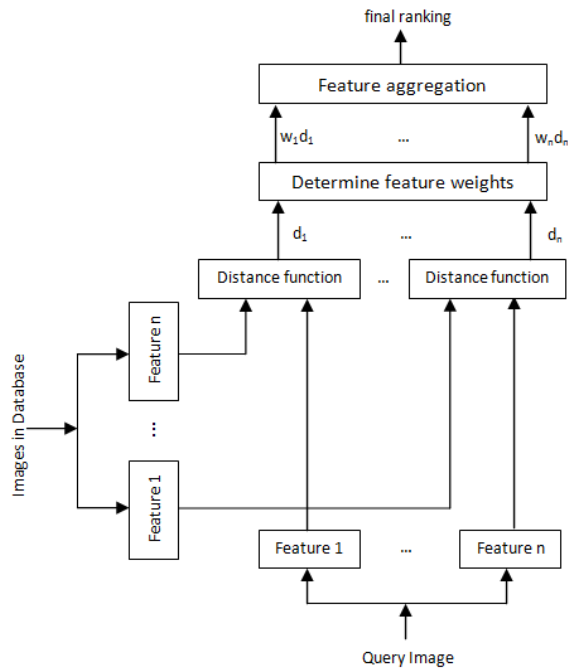 final ranking
Feature aggregation
w₁d₁ ... wₙdₙ
Determine feature weights
d₁ ... dₙ
Distance function ... Distance function
Images in Database
Feature n
...
Feature 1
Feature 1 ... Feature n
Query Image